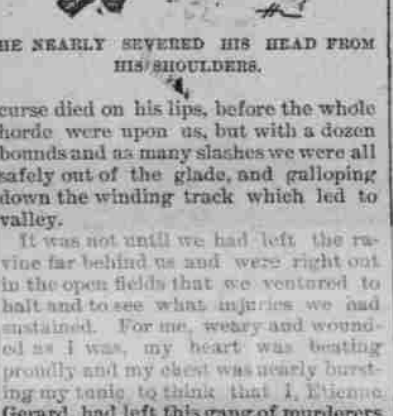 HE NEARLY SEVERED HIS HEAD FROM
HIS SHOULDERS.
curse died on his lips, before the whole
horde were upon us, but with a dozen
bounds and as many slashes we were all
safely out of the glade, and galloping
down the winding track which led to
valley.
It was not until we had left the ra-
vine far behind us and were right out
in the open fields that we ventured to
halt and to see what injuries we had
sustained. For me, weary and wound-
ed as I was, my heart was beating
proudly and my chest was nearly burst-
ing my tunic to think that I, Etienne
Gerard, had left this gang of murderers